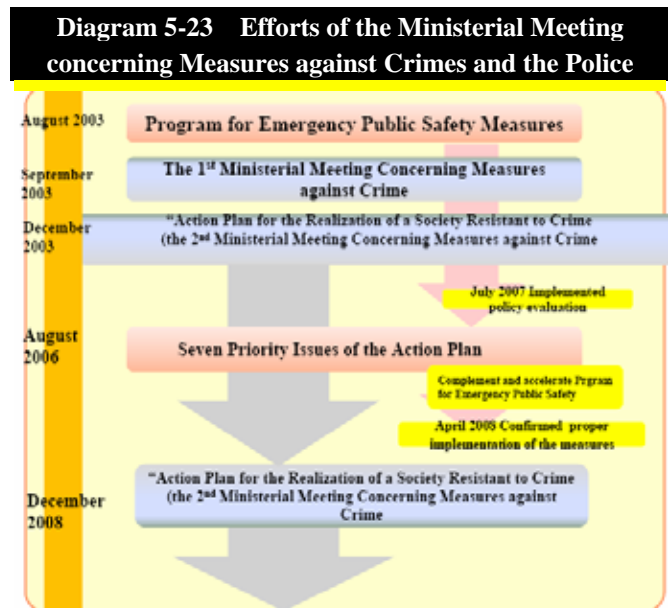 Diagram 5-23 Efforts of the Ministerial Meeting
concerning Measures against Crimes and the Police
August 2003
Program for Emergency Public Safety Measures
September
2003
The 1st Ministerial Meeting Concerning Measures
against Crime
December
2003
“Action Plan for the Realization of a Society Resistant to Crime
(the 2nd Ministerial Meeting Concerning Measures against Crime
July 2007 Implemented
policy evaluation
August
2006
Seven Priority Issues of the Action Plan
Complement and accelerate Prgram
for Emergency Public Safety
April 2008 Confirmed proper
implementation of the measures
December
2008
“Action Plan for the Realization of a Society Resistant to Crime
(the 2nd Ministerial Meeting Concerning Measures against
Crime